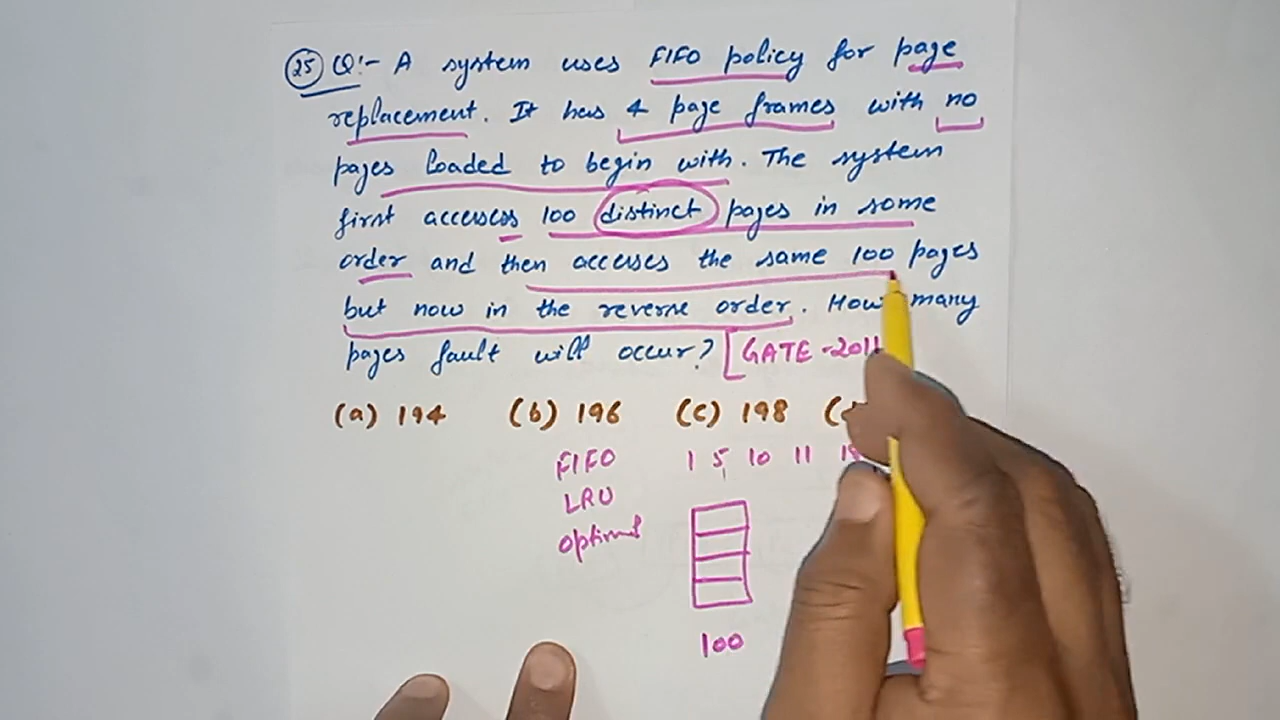 25 Q:- A system uses FIFO policy for page
replacement. It has 4 page frames with no
pages loaded to begin with. The system
first accesses 100 distinct pages in some
order and then accesses the same 100 pages
but now in the reverse order. How many
pages fault will occur? [GATE-2011
(a) 194 (b) 196 (c) 198 (
FIFO 1 5 10 11
LRU
optimal
100